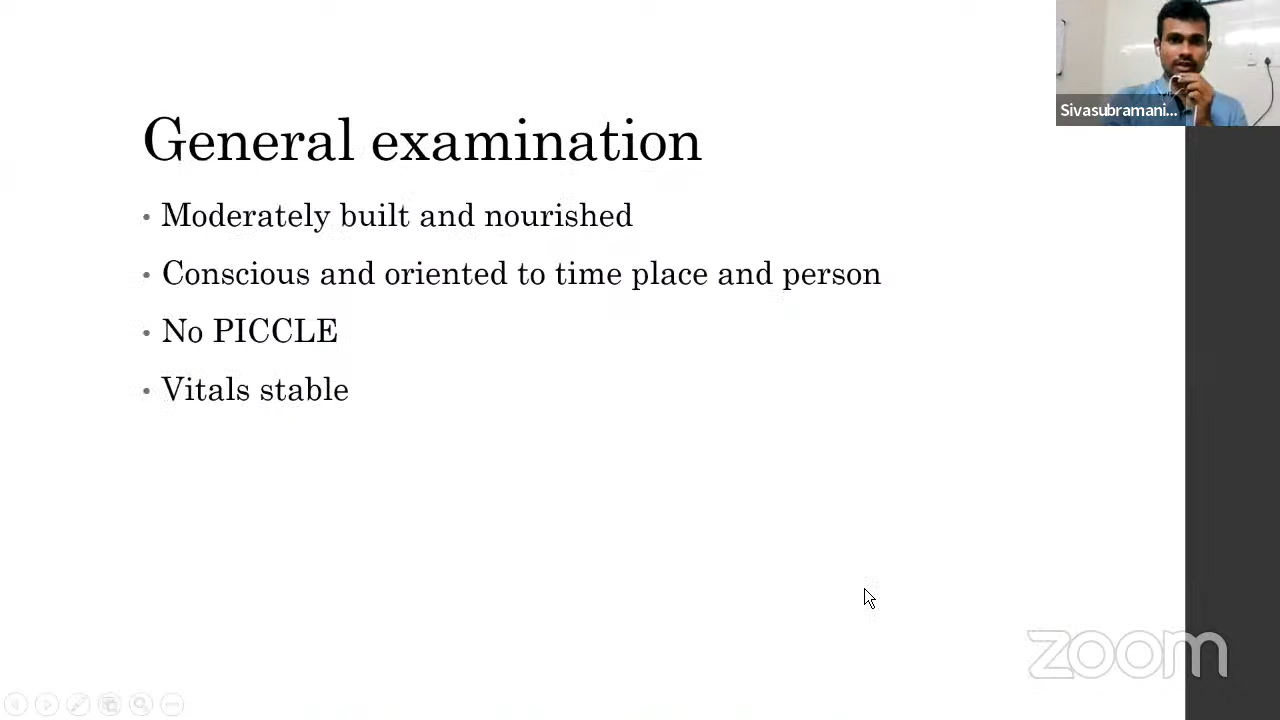 Sivasubramani...
General examination
• Moderately built and nourished
• Conscious and oriented to time place and person
• No PICCLE
• Vitals stable
zoom